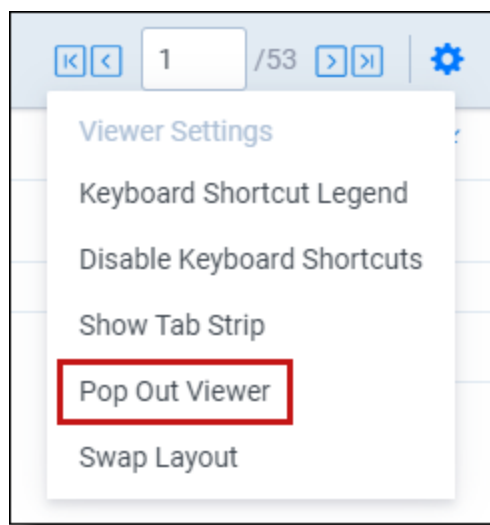 1 /53
Viewer Settings
Keyboard Shortcut Legend
Disable Keyboard Shortcuts
Show Tab Strip
Pop Out Viewer
Swap Layout